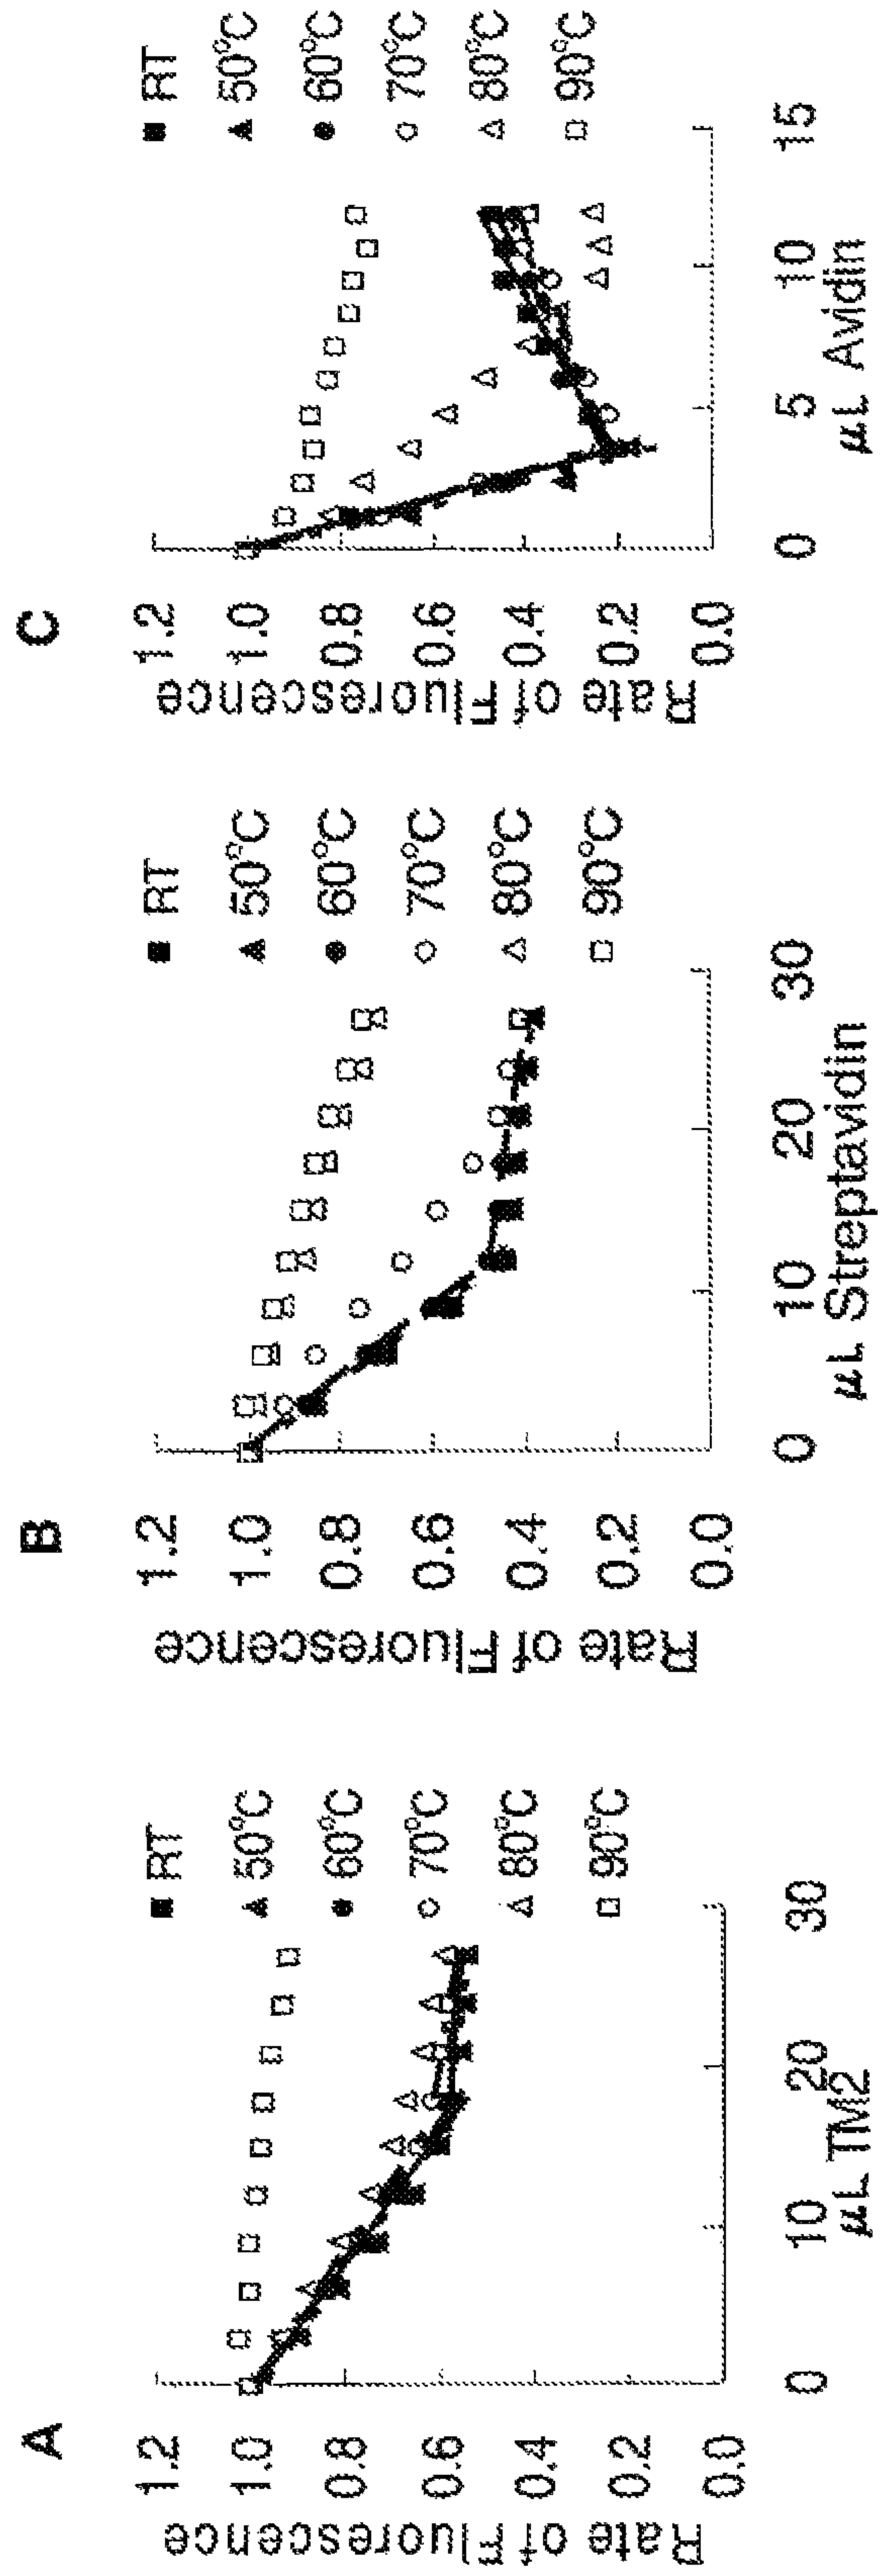 A
Rate of Fluorescence
1.2
1.0
0.8
0.6
0.4
0.2
0.0
0
10
20
30
μL TM2
RT
50°C
60°C
70°C
80°C
90°C
B
Rate of Fluorescence
1.2
1.0
0.8
0.6
0.4
0.2
0.0
0
10
20
30
μL Streptavidin
RT
50°C
60°C
70°C
80°C
90°C
C
Rate of Fluorescence
1.2
1.0
0.8
0.6
0.4
0.2
0.0
0
5
10
15
μL Avidin
RT
50°C
60°C
70°C
80°C
90°C